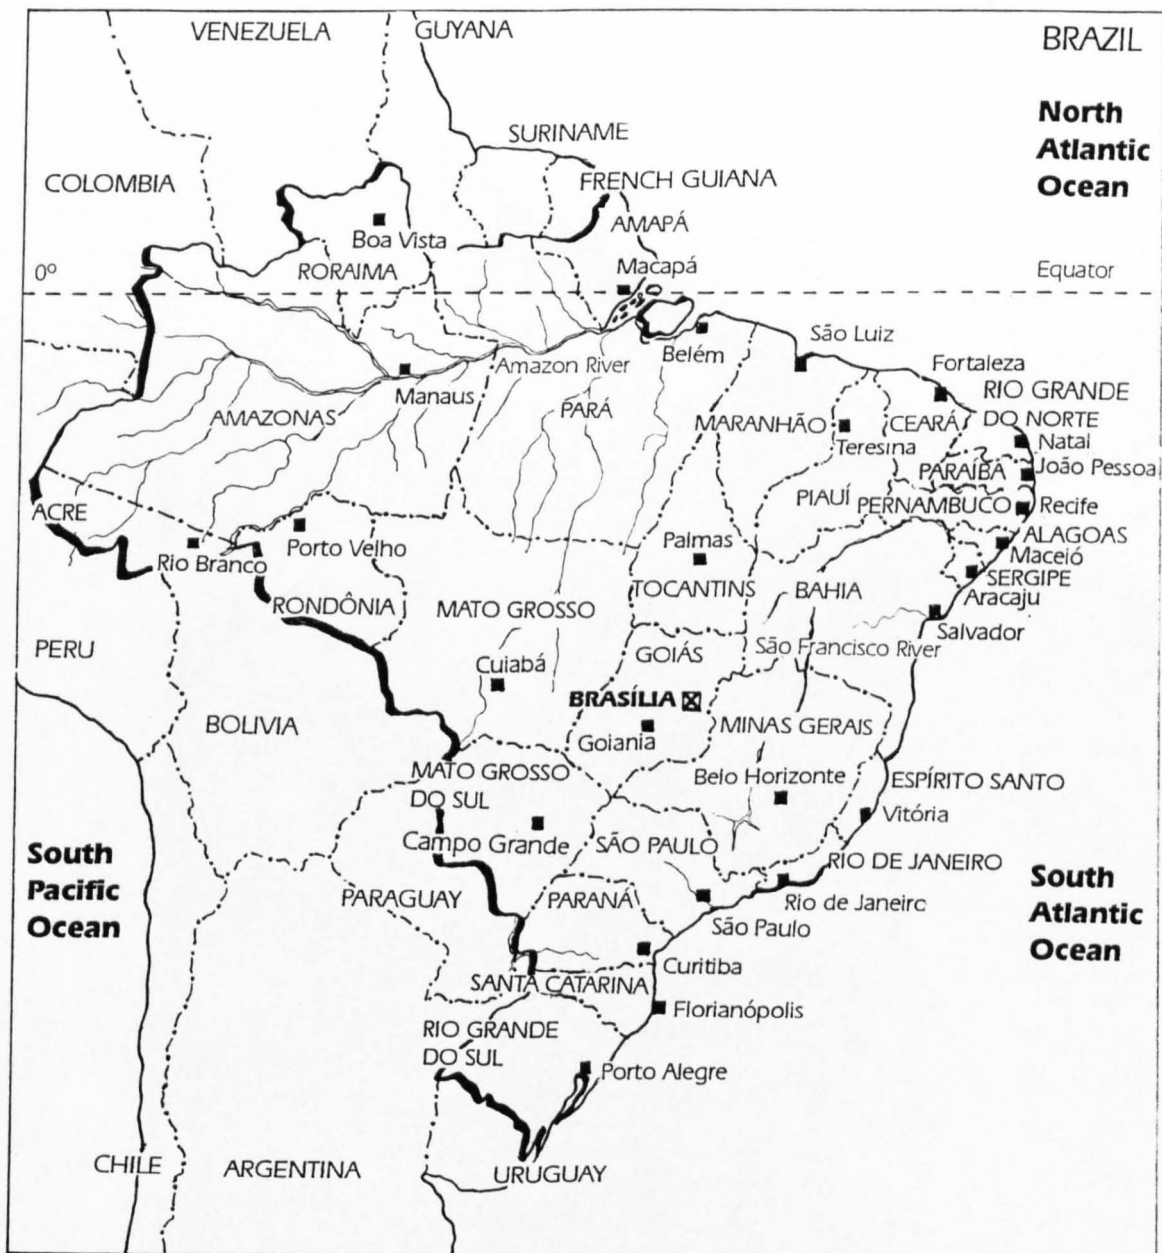 VENEZUELA
GUYANA
BRAZIL
North
Atlantic
Ocean
SURINAME
COLOMBIA
FRENCH GUIANA
AMAPÁ
Boa Vista
RORAIMA
Macapá
0°
Equator
São Luiz
Belém
Amazon River
Fortaleza
Manaus
RIO GRANDE
DO NORTE
AMAZONAS
PARÁ
MARANHÃO
CEARÁ
Teresina
Natal
PARAÍBA
João Pessoa
PIAUÍ
PERNAMBUCO
Recife
ACRE
Rio Branco
Porto Velho
Palmas
ALAGOAS
Maceió
SERGIPE
Aracaju
RONDÔNIA
MATO GROSSO
TOCANTINS
BAHIA
Salvador
PERU
Cuiabá
GOIÁS
São Francisco River
BRASÍLIA
BOLIVIA
Goiania
MINAS GERAIS
MATO GROSSO
DO SUL
Belo Horizonte
ESPÍRITO SANTO
Vitória
Campo Grande
SÃO PAULO
South
Pacific
Ocean
RIO DE JANEIRO
South
Atlantic
Ocean
PARAGUAY
PARANÁ
Rio de Janeiro
São Paulo
Curitiba
SANTA CATARINA
Florianópolis
RIO GRANDE
DO SUL
Porto Alegre
CHILE
ARGENTINA
URUGUAY